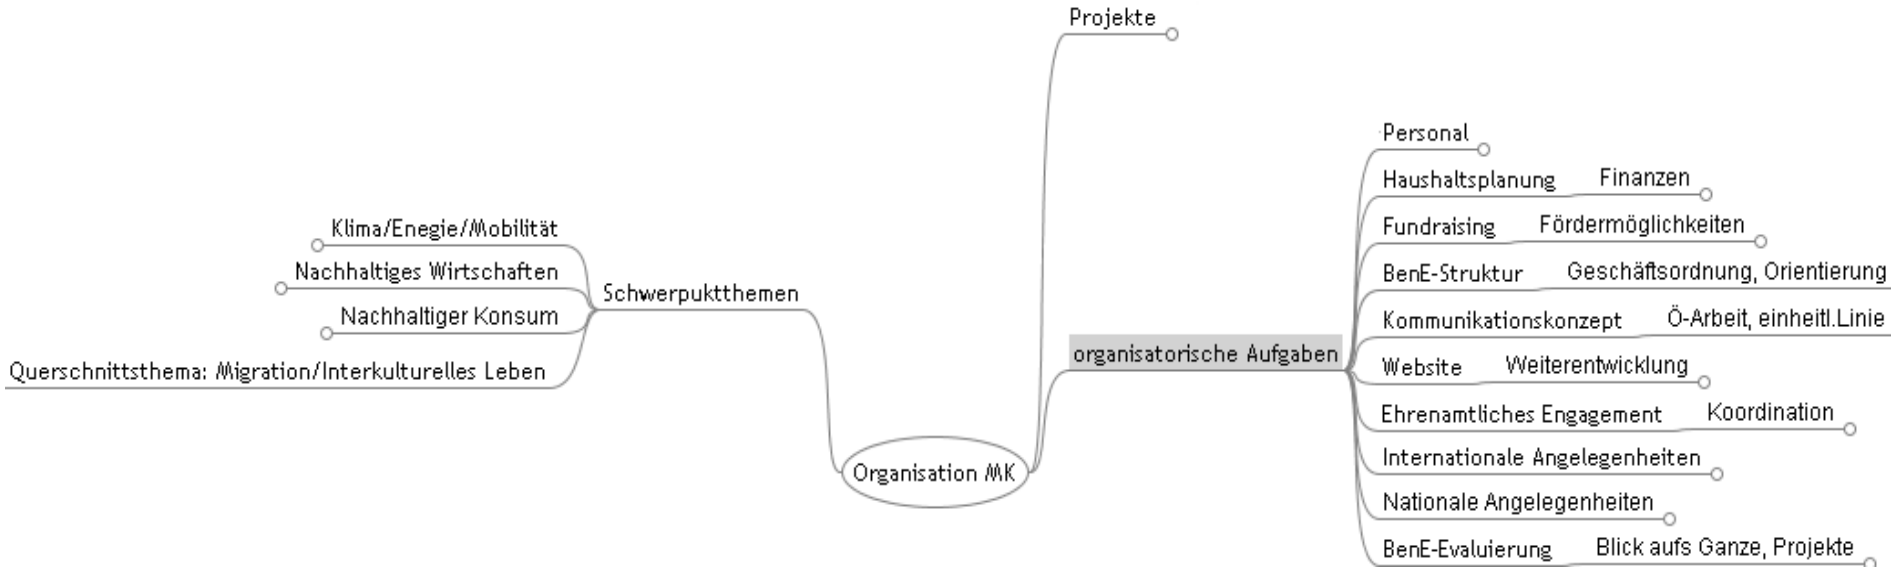 Projekte
Personal
Haushaltsplanung Finanzen
Fundraising Fördermöglichkeiten
BenE-Struktur Geschäftsordnung, Orientierung
Kommunikationskonzept Ö-Arbeit, einheitl.Linie
organisatorische Aufgaben
Website Weiterentwicklung
Ehrenamtliches Engagement Koordination
Internationale Angelegenheiten
Nationale Angelegenheiten
BenE-Evaluierung Blick aufs Ganze, Projekte
Klima/Enegie/Mobilität
Nachhaltiges Wirtschaften
Schwerpuktthemen
Nachhaltiger Konsum
Querschnittsthema: Migration/Interkulturelles Leben
Organisation MK